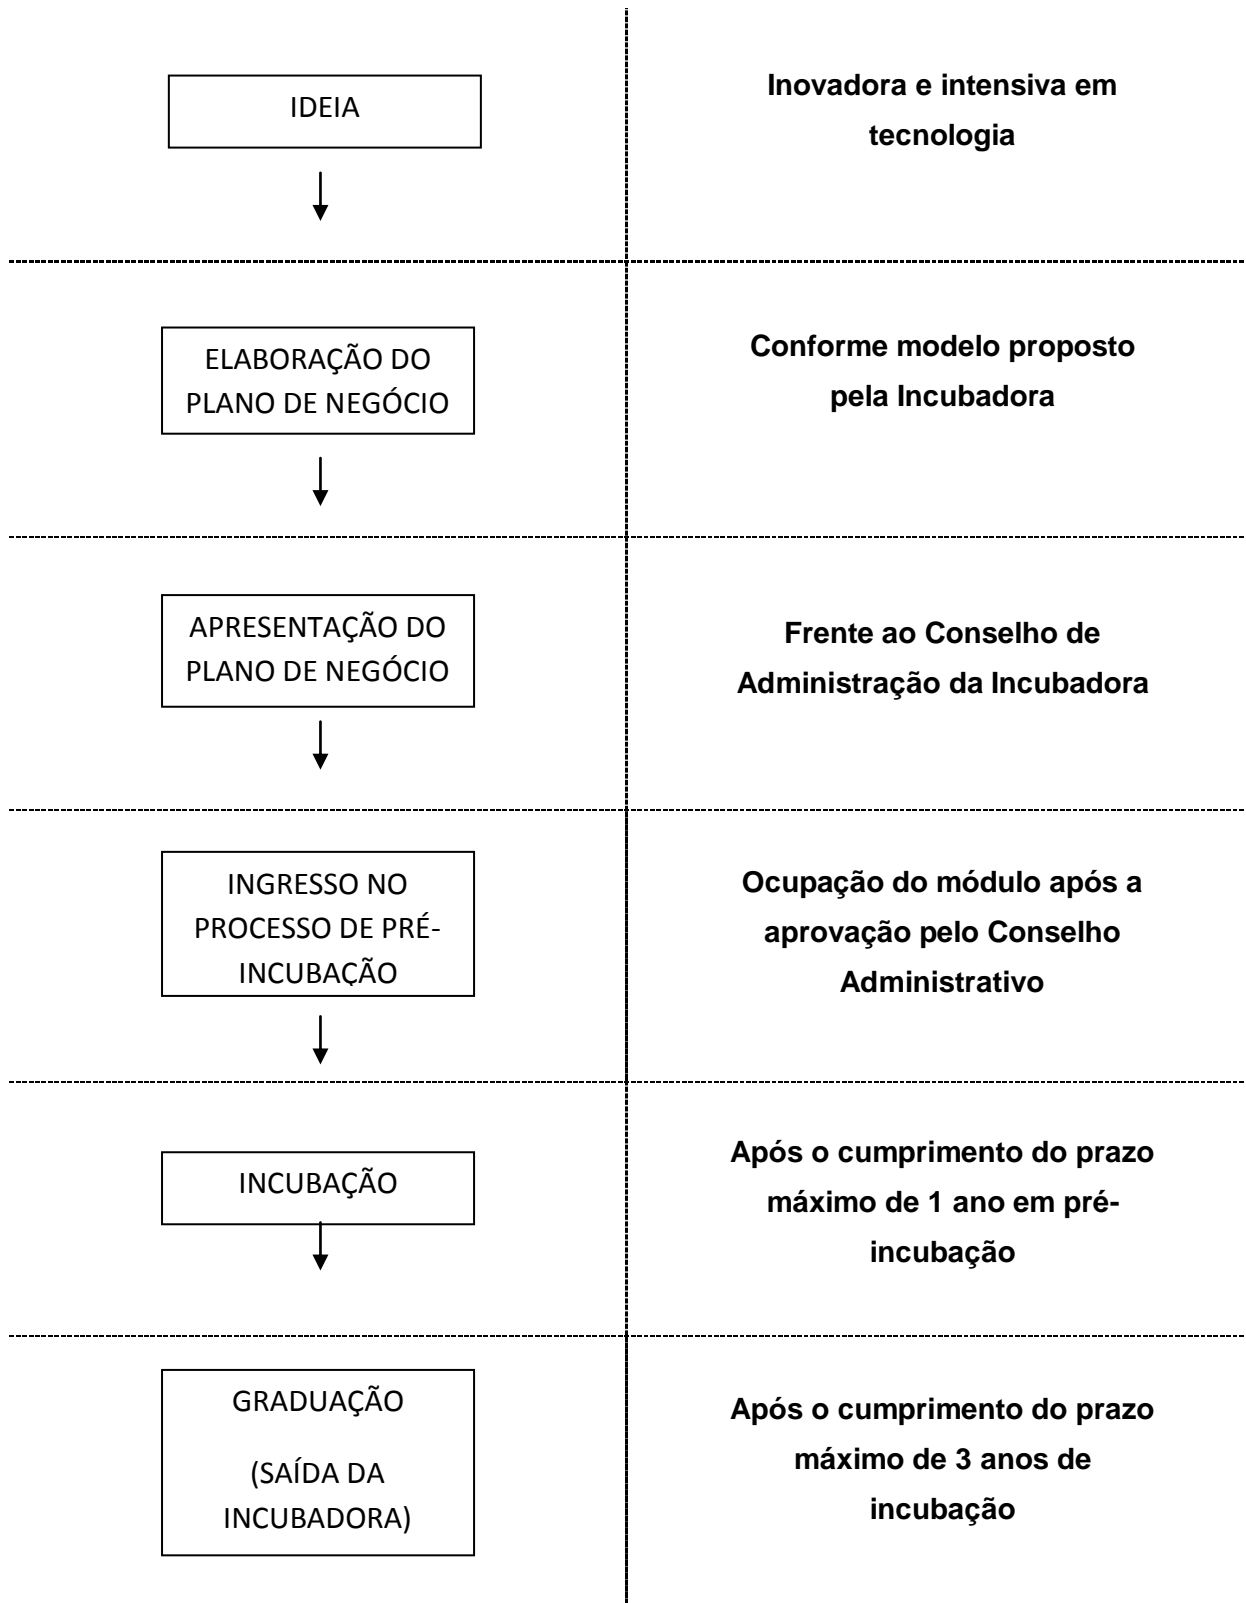 IDEIA
Inovadora e intensiva em
tecnologia
ELABORAÇÃO DO
PLANO DE NEGÓCIO
Conforme modelo proposto
pela Incubadora
APRESENTAÇÃO DO
PLANO DE NEGÓCIO
Frente ao Conselho de
Administração da Incubadora
INGRESSO NO
PROCESSO DE PRÉ-
INCUBAÇÃO
Ocupação do módulo após a
aprovação pelo Conselho
Administrativo
INCUBAÇÃO
Após o cumprimento do prazo
máximo de 1 ano em pré-
incubação
GRADUAÇÃO
(SAÍDA DA
INCUBADORA)
Após o cumprimento do prazo
máximo de 3 anos de
incubação